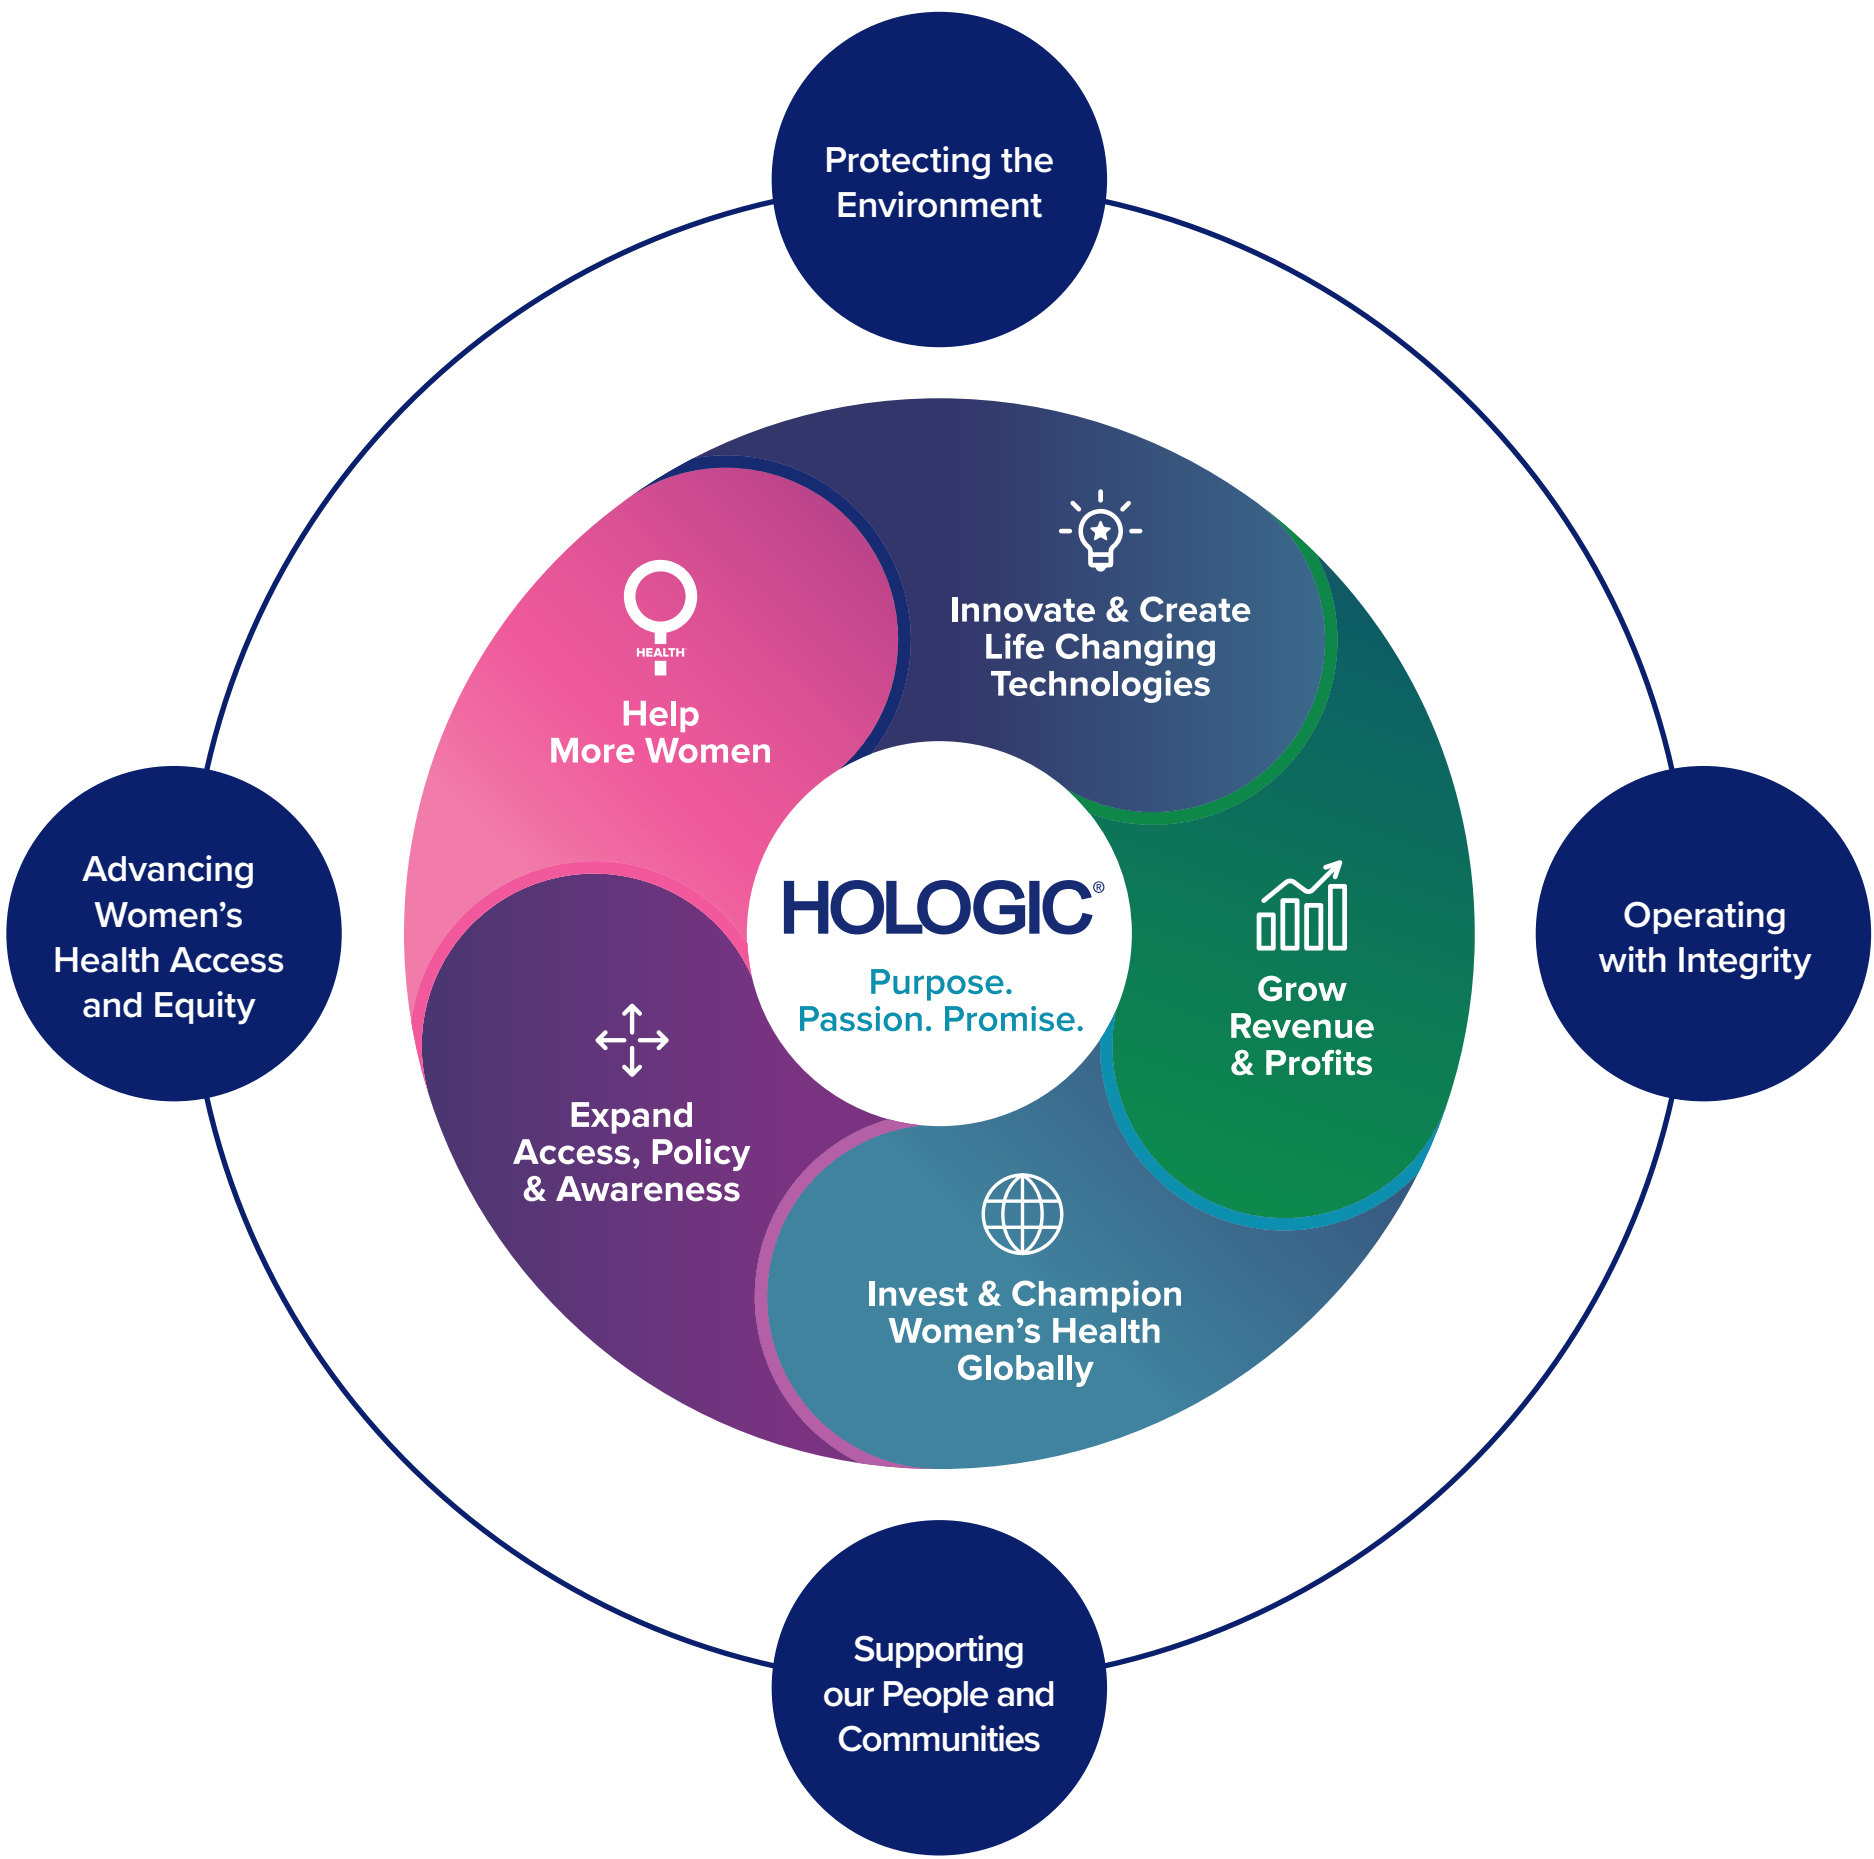 Protecting the
Environment
Innovate & Create
Life Changing
Technologies
HEALTH
Help
More Women
Advancing
Women’s
Health Access
and Equity
HOLOGIC®
Purpose.
Passion. Promise.
Grow
Revenue
& Profits
Operating
with Integrity
Expand
Access, Policy
& Awareness
Invest & Champion
Women’s Health
Globally
Supporting
our People and
Communities